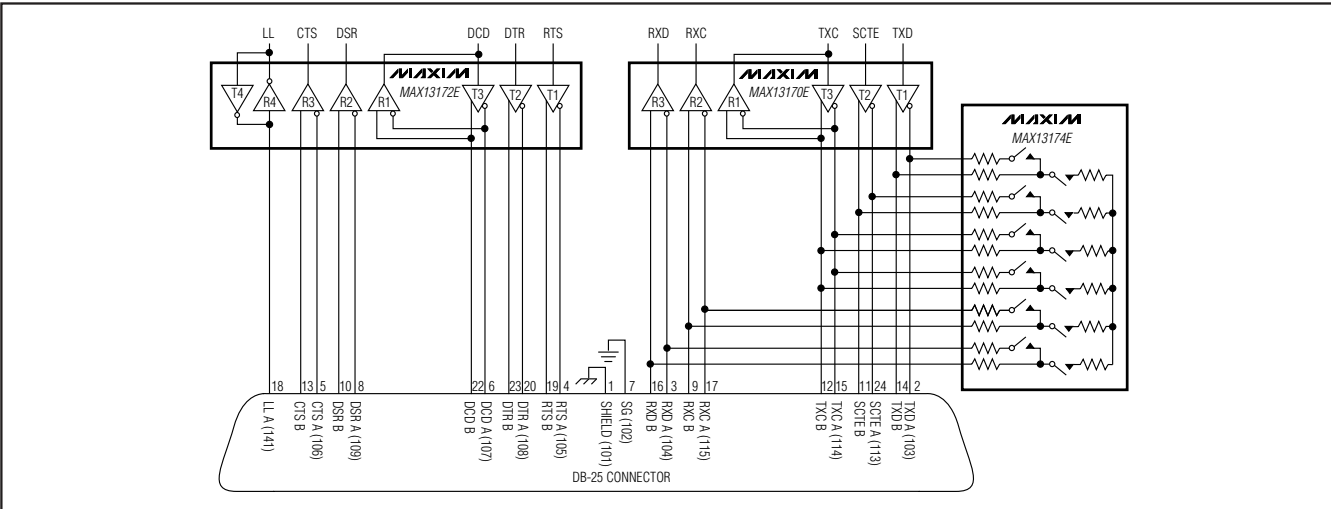 LL CTS DSR DCD DTR RTS RXD RXC TXC SCTE TXD
MAXIM
MAX13172E
T4 R4 R3 R2 R1 T3 T2 T1
MAXIM
MAX13170E
R3 R2 R1 T3 T2 T1
MAXIM
MAX13174E
18 13 5 10 8 22 6 23 20 19 4 1 7 16 3 9 17 12 15 11 24 14 2
LL A (141)
CTS B
CTS A (106)
DSR B
DSR A (109)
DCD B
DCD A (107)
DTR B
DTR A (108)
RTS B
RTS A (105)
SHIELD (101)
SG (102)
RXD B
RXD A (104)
RXC B
RXC A (115)
TXC B
TXC A (114)
SCTE B
SCTE A (113)
TXD B
TXD A (103)
DB-25 CONNECTOR